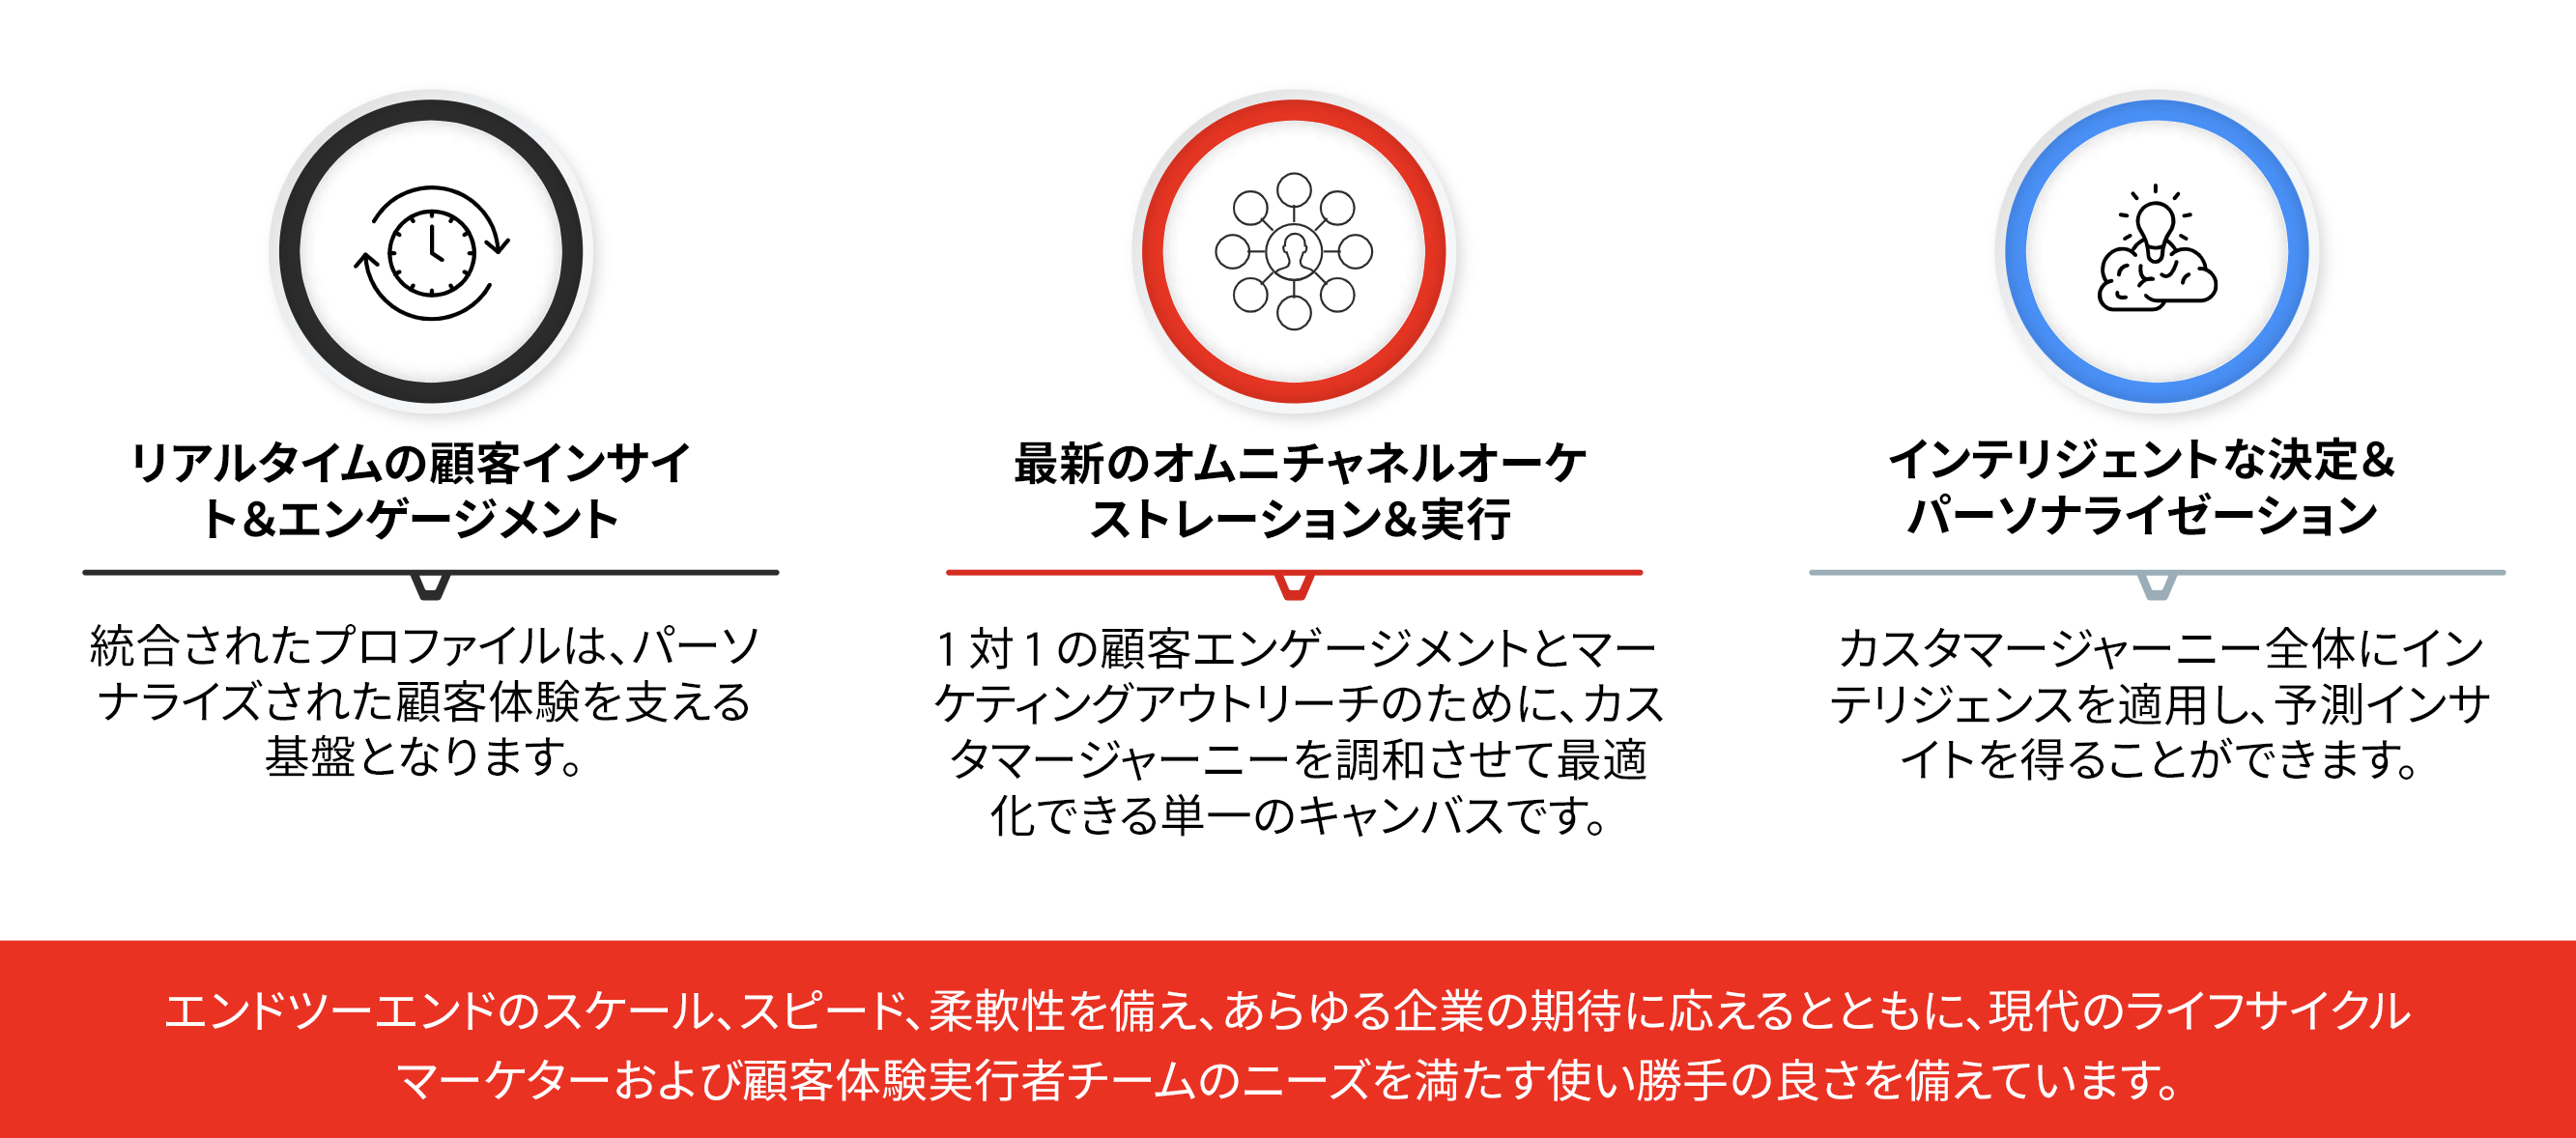 リアルタイムの顧客インサイ
ト&エンゲージメント
統合されたプロファイルは、パーソ
ナライズされた顧客体験を支える
基盤となります。
最新のオムニチャネルオーケ
ストレーション&実行
1 対 1 の顧客エンゲージメントとマー
ケティングアウトリーチのために、カス
タマージャーニーを調和させて最適
化できる単一のキャンバスです。
インテリジェントな決定&
パーソナライゼーション
カスタマージャーニー全体にイン
テリジェンスを適用し、予測インサ
イトを得ることができます。
エンドツーエンドのスケール、スピード、柔軟性を備え、あらゆる企業の期待に応えるとともに、現代のライフサイクル
マーケターおよび顧客体験実行者チームのニーズを満たす使い勝手の良さを備えています。